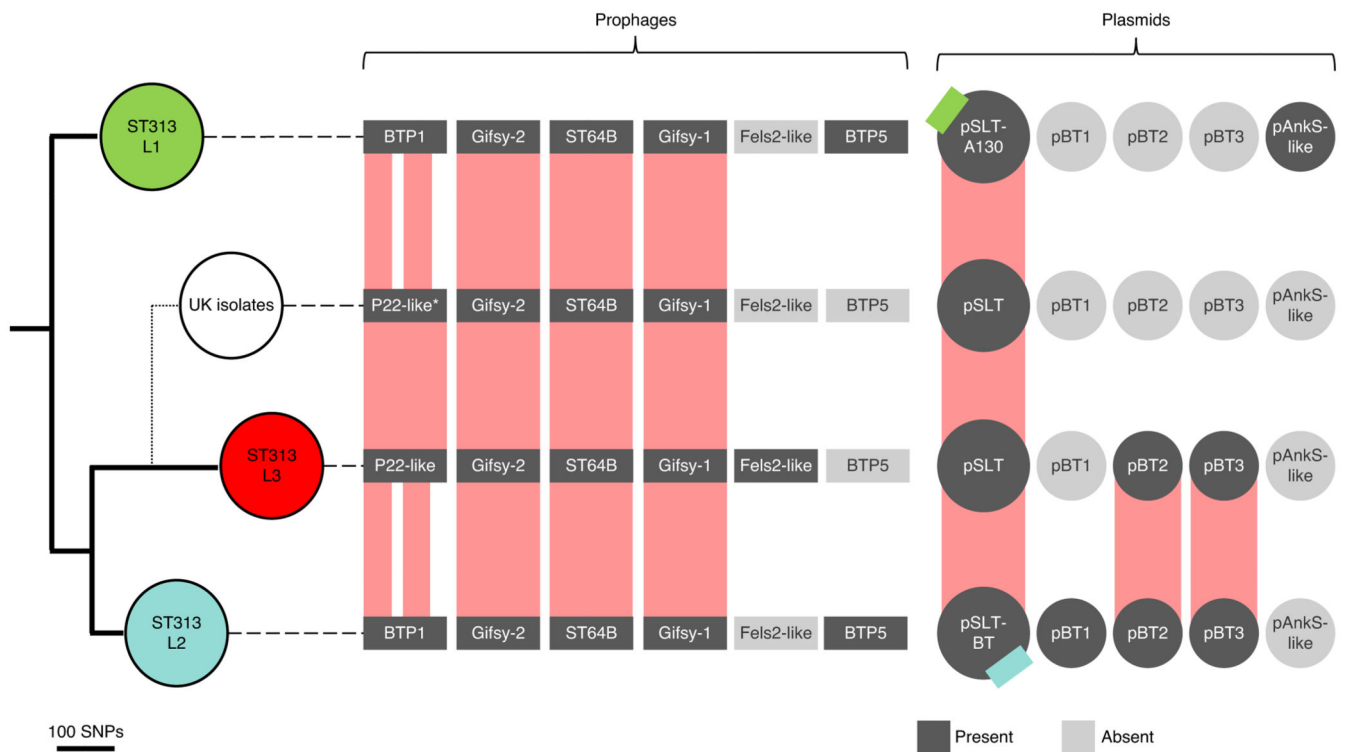 Prophages
Plasmids
ST313
L1
BTP1
Gifsy-2
ST64B
Gifsy-1
Fels2-like
BTP5
pSLT-
A130
pBT1
pBT2
pBT3
pAnkS-
like
UK isolates
P22-like*
Gifsy-2
ST64B
Gifsy-1
Fels2-like
BTP5
pSLT
pBT1
pBT2
pBT3
pAnkS-
like
ST313
L3
P22-like
Gifsy-2
ST64B
Gifsy-1
Fels2-like
BTP5
pSLT
pBT1
pBT2
pBT3
pAnkS-
like
ST313
L2
BTP1
Gifsy-2
ST64B
Gifsy-1
Fels2-like
BTP5
pSLT-
BT
pBT1
pBT2
pBT3
pAnkS-
like
100 SNPs
Present
Absent